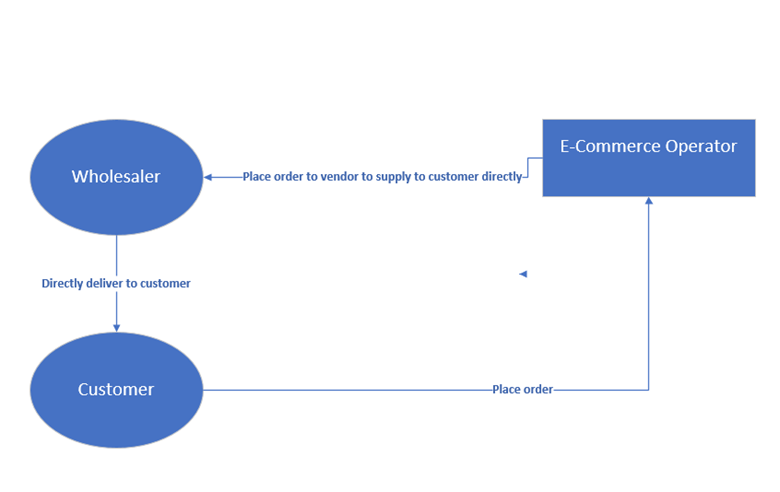 E-Commerce Operator
Wholesaler
Place order to vendor to supply to customer directly
Directly deliver to customer
Customer
Place order